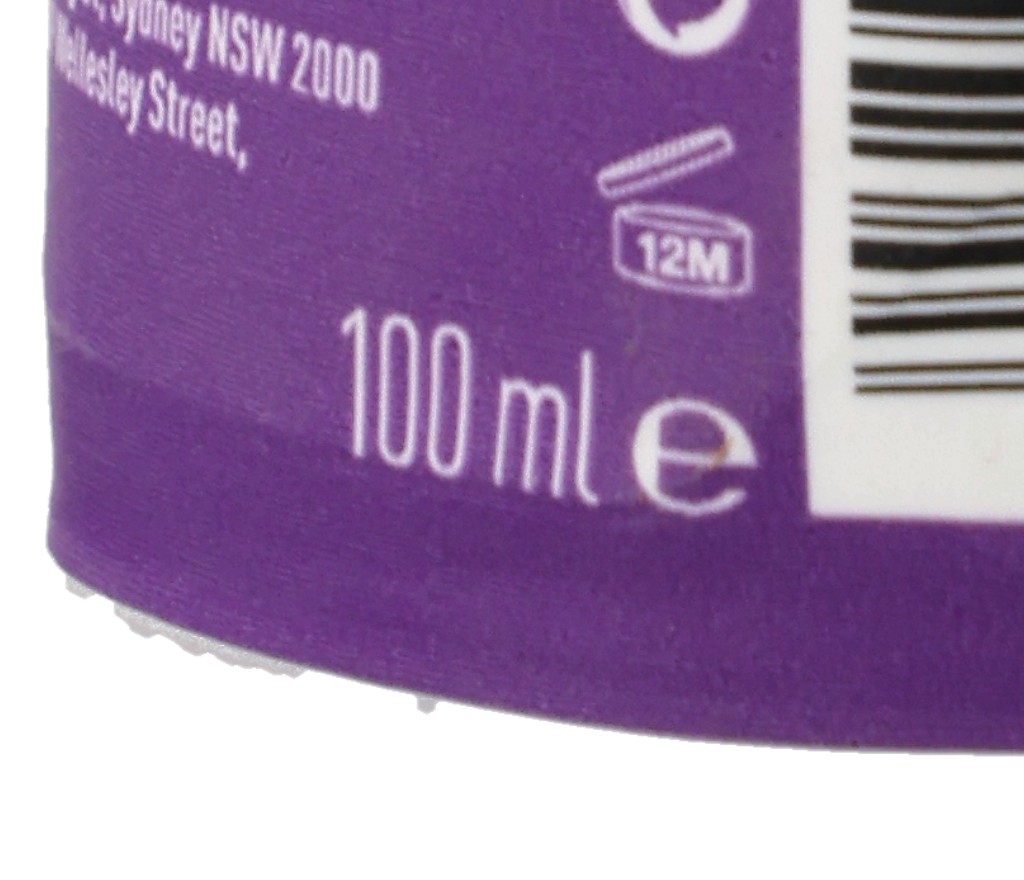 Sydney NSW 2000
Wellesley Street,
12M
100 ml e